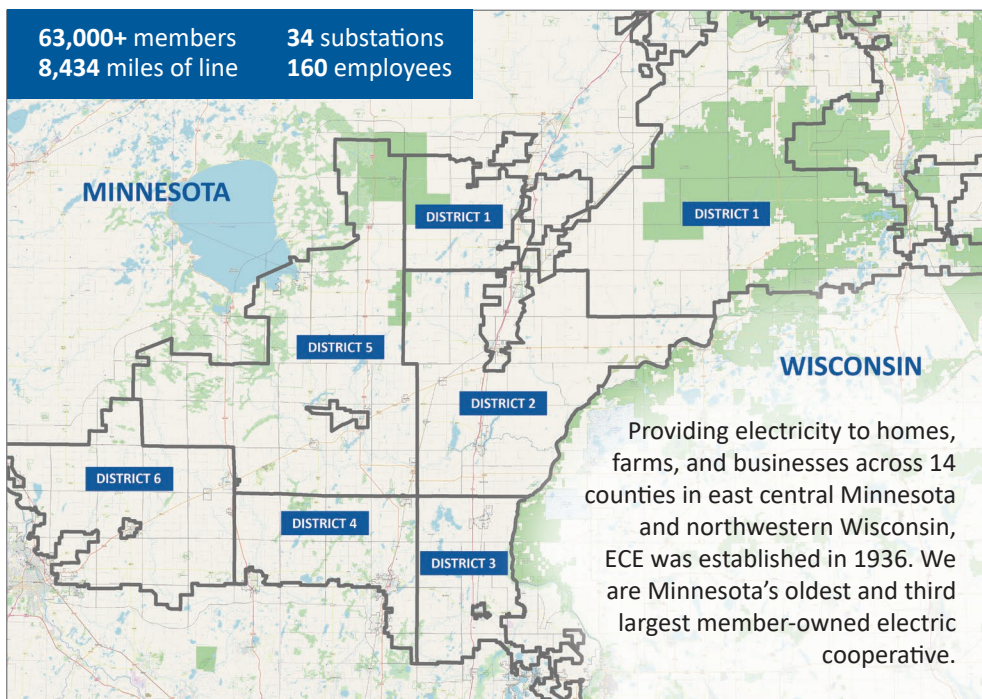 63,000+ members
34 substations
8,434 miles of line
160 employees
MINNESOTA
DISTRICT 1
DISTRICT 1
DISTRICT 5
WISCONSIN
DISTRICT 2
DISTRICT 6
DISTRICT 4
DISTRICT 3
Providing electricity to homes,
farms, and businesses across 14
counties in east central Minnesota
and northwestern Wisconsin,
ECE was established in 1936. We
are Minnesota’s oldest and third
largest member-owned electric
cooperative.